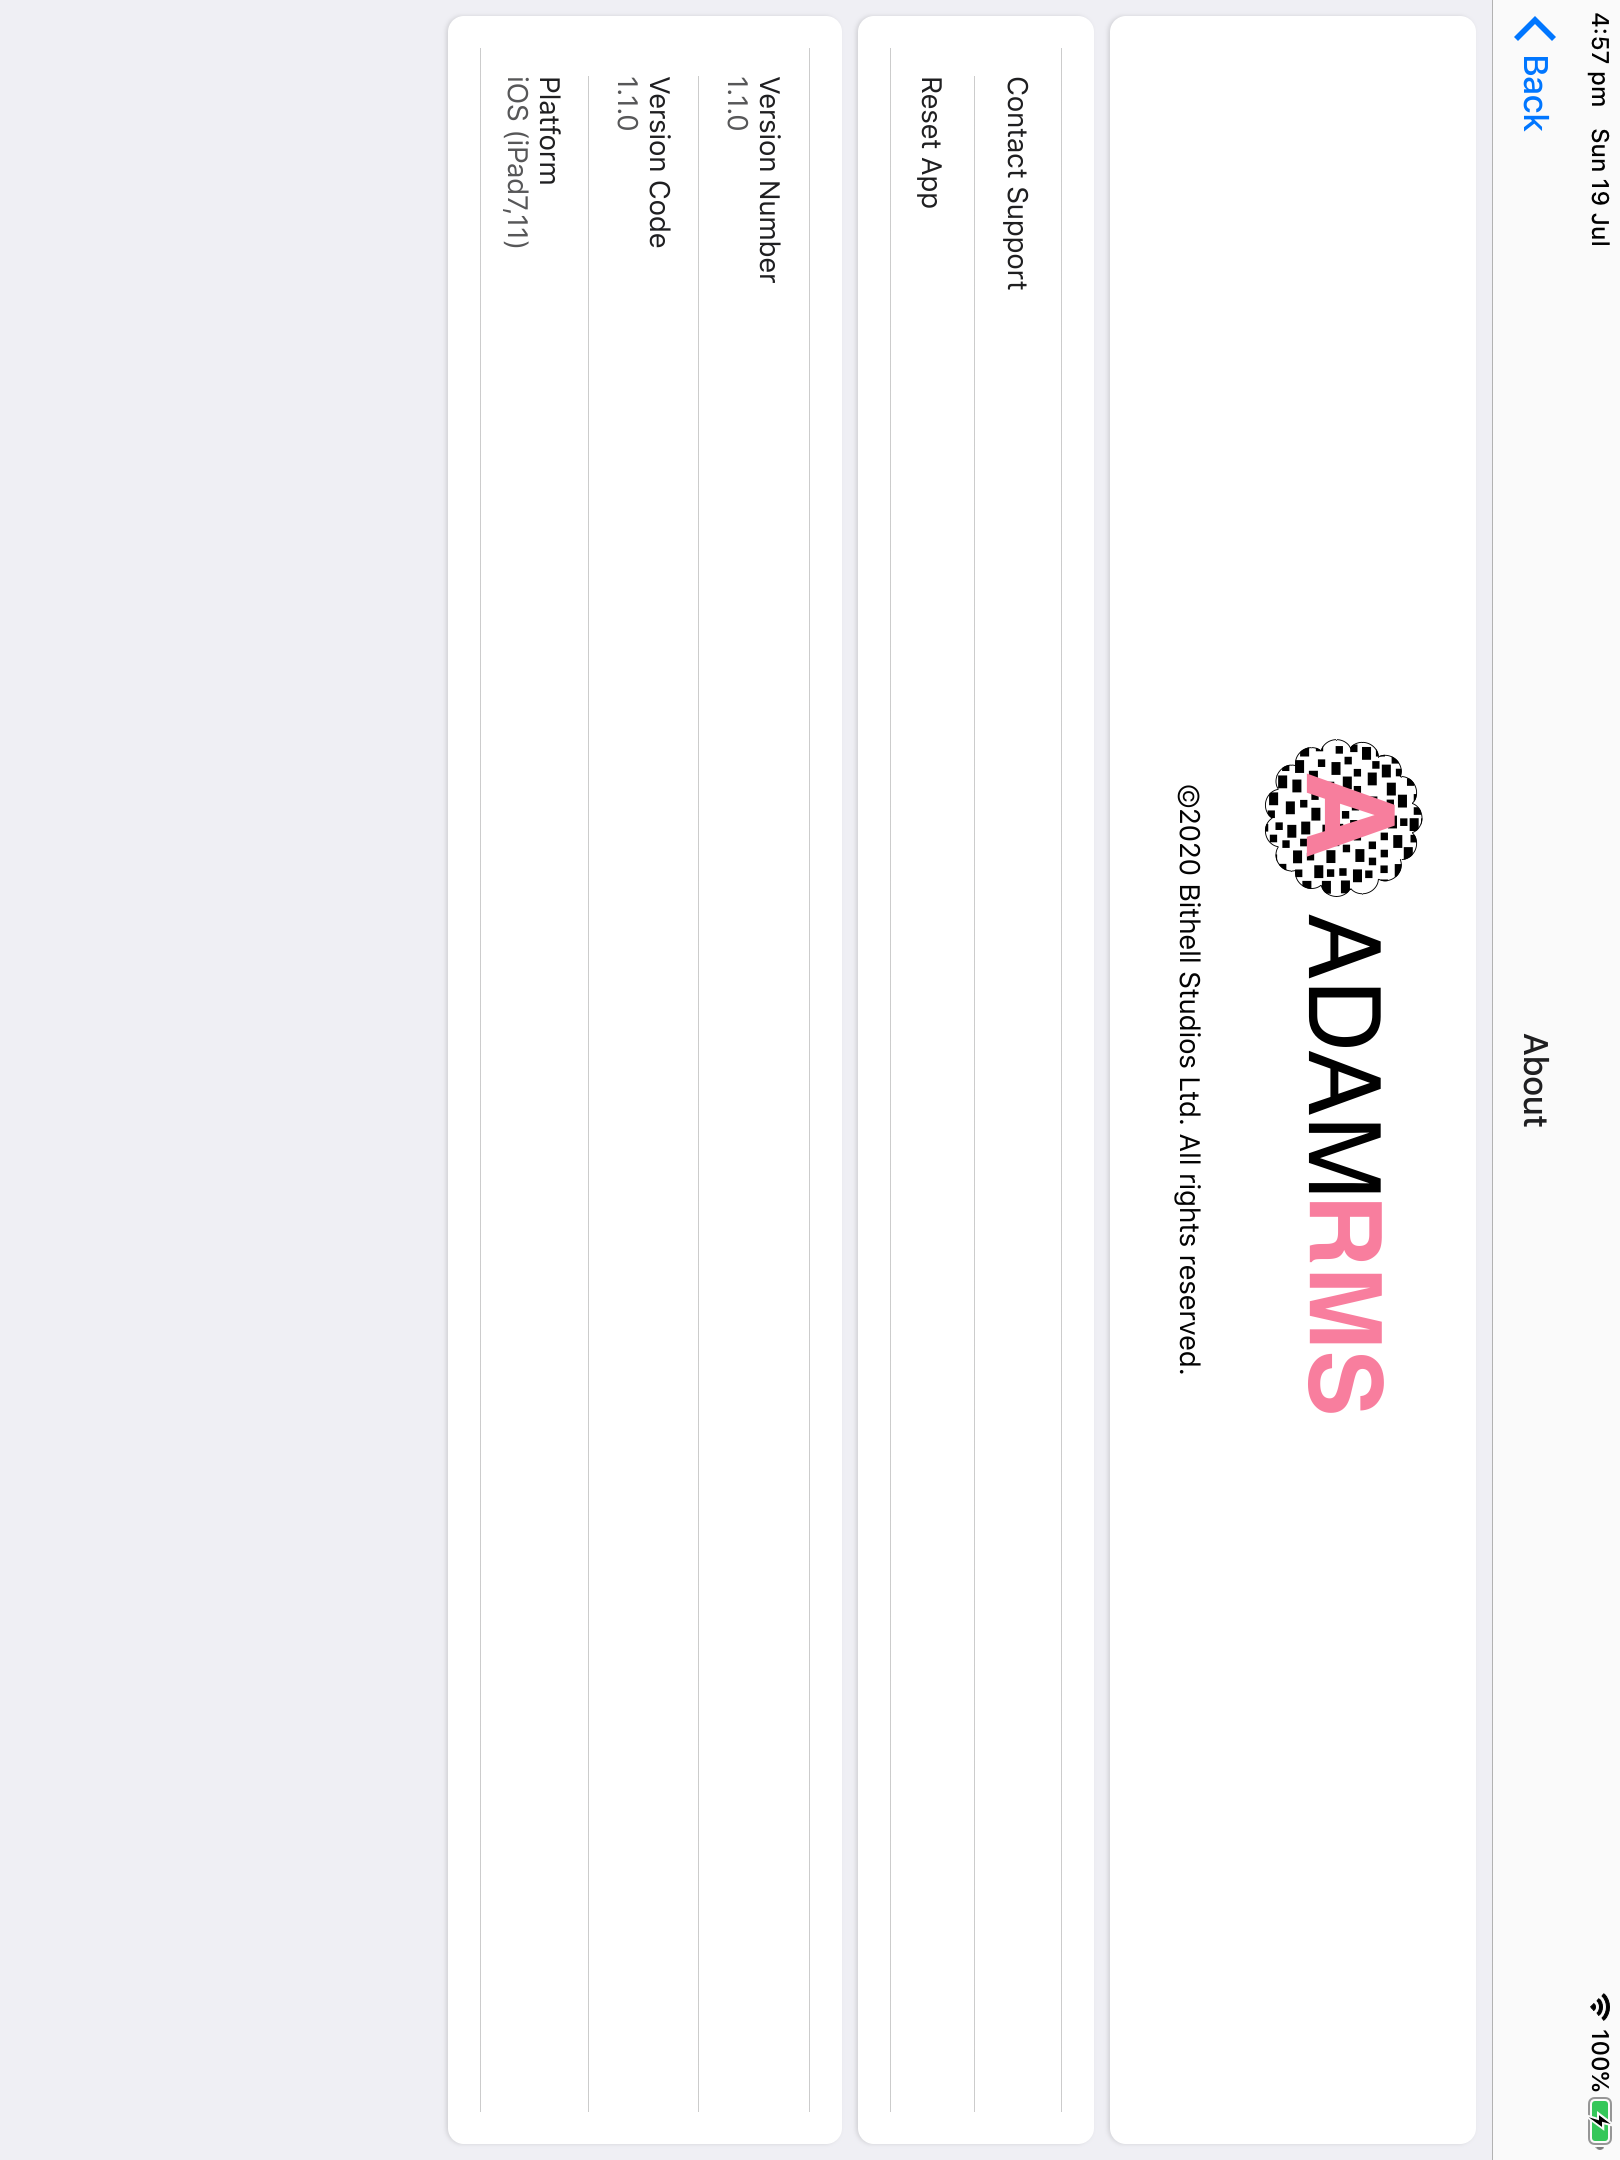 4:57 pm Sun 19 Jul
100%
Back
About
A
ADAMRMS
©2020 Bithell Studios Ltd. All rights reserved.
Contact Support
Reset App
Version Number
1.1.0
Version Code
1.1.0
Platform
iOS (iPad7,11)